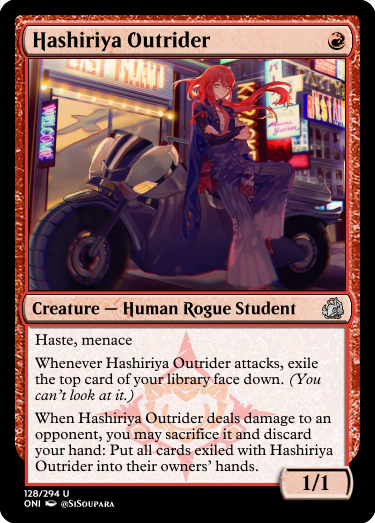 Hashiriya Outrider
WELCOME
Creature — Human Rogue Student
Haste, menace
Whenever Hashiriya Outrider attacks, exile
the top card of your library face down. (You
can't look at it.)
When Hashiriya Outrider deals damage to an
opponent, you may sacrifice it and discard
your hand: Put all cards exiled with Hashiriya
Outrider into their owners' hands.
1/1
128/294 U
ONI @SiSoupara